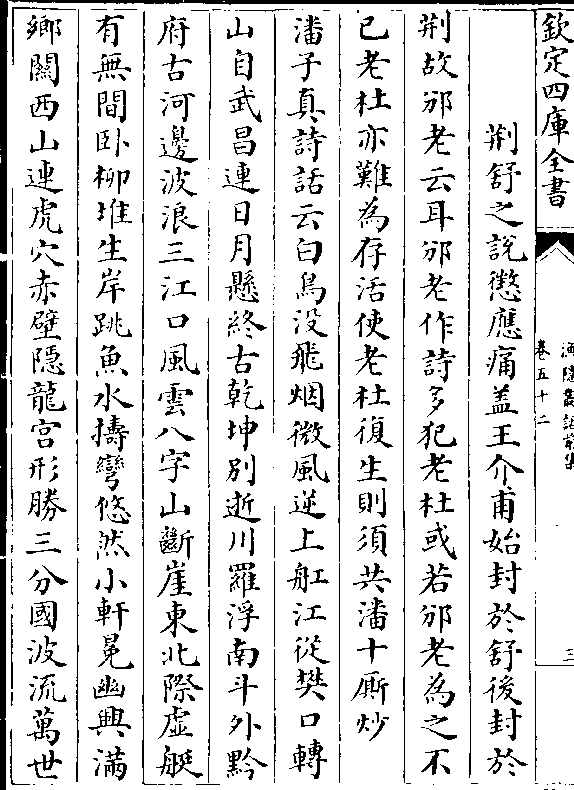 欽定四庫全書
漁隱叢話前集
卷五十二
三
荆舒之說懲應痛蓋王介甫始封於舒後封於
荆故邠老云耳邠老作詩多犯老杜或若邠老為之不
已老杜亦難為存活使老杜復生則須共潘十廝炒
潘子真詩話云白鳥没飛烟微風逆上舡江從樊口轉
山自武昌連日月懸終古乾坤別逝川羅浮南斗外黔
府古河邊波浪三江口風雲八字山斷崖東北際虛艇
有無間卧柳堆生岸跳魚水擣彎悠然小軒冕幽興滿
鄉關西山連虎穴赤壁隠龍宫形勝三分國波流萬世